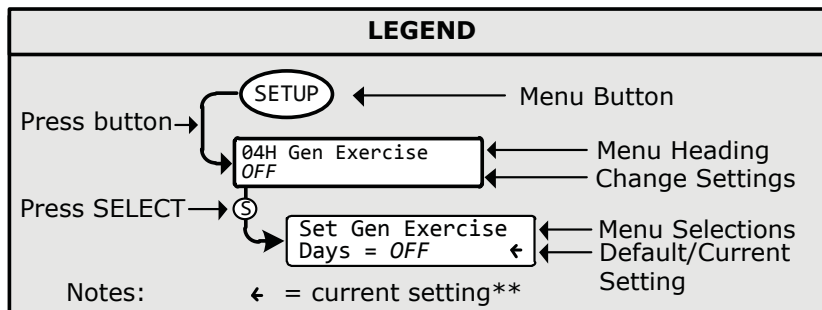 LEGEND
SETUP
Menu Button
Press button
04H Gen Exercise
OFF
Menu Heading
Change Settings
Press SELECT
S
Set Gen Exercise
Days = OFF ←
Menu Selections
Default/Current
Setting
Notes: ← = current setting**